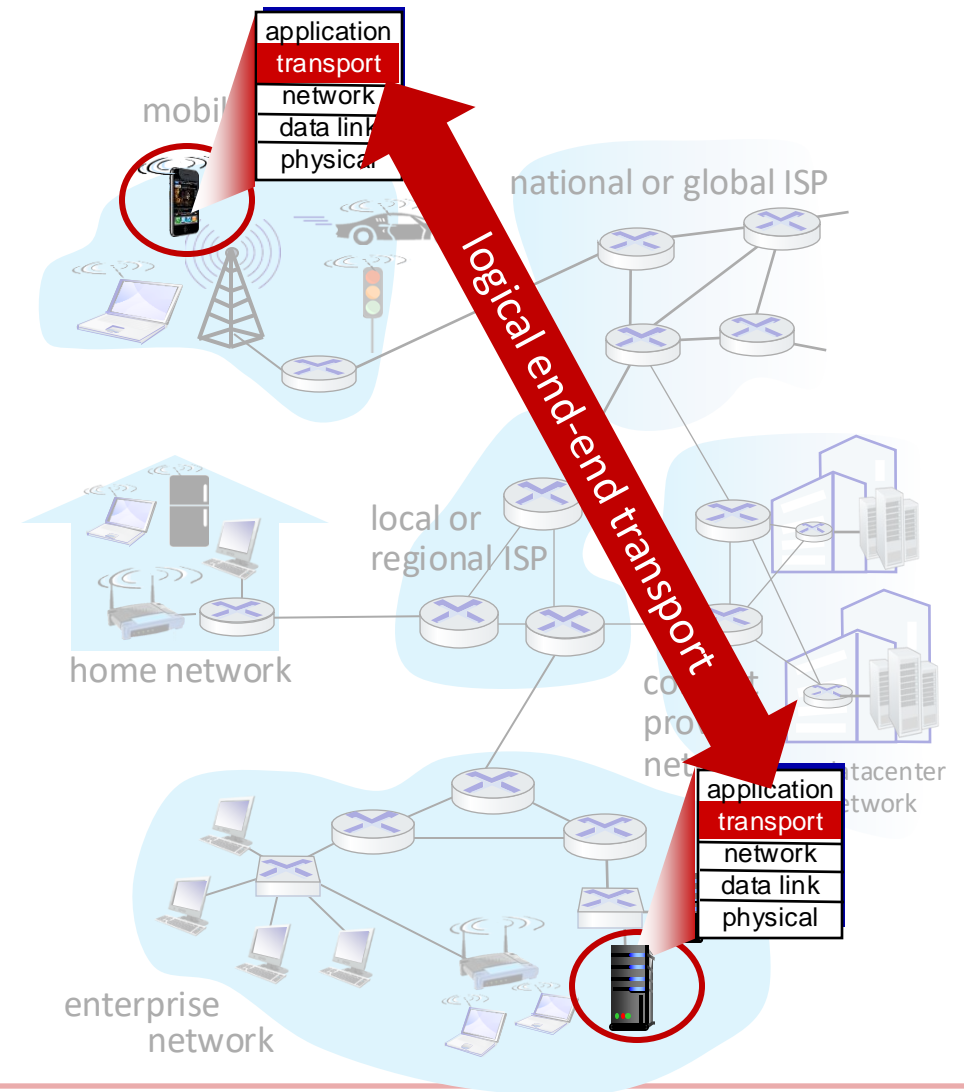 application
transport
network
data link
physical
national or global ISP
logical end-end transport
local or
regional ISP
home network
application
transport
network
data link
physical
enterprise
network